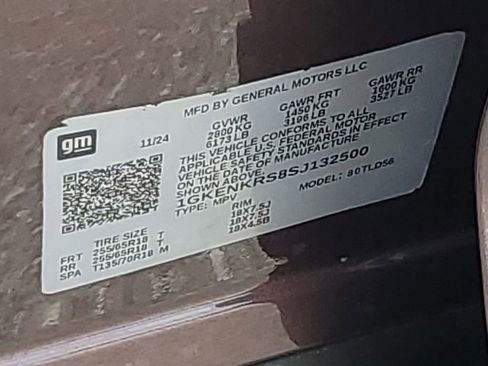 MFD BY GENERAL MOTORS LLC
gm
11/24
GVWR GAWR FRT GAWR RR
2800 KG 1450 KG 1600 KG
6173 LB 3196 LB 3527 LB
THIS VEHICLE CONFORMS TO ALL
APPLICABLE U.S. FEDERAL MOTOR
VEHICLE SAFETY STANDARDS IN EFFECT
ON THE DATE OF MANUFACTURE
SHOWN ABOVE.
1GKENKRS8SJ132500
TYPE: MPV MODEL: 80TLD56
TIRE SIZE RIM
FRT 255/65R18 T 18X7.5J
RR 255/65R18 T 18X7.5J
SPA T135/70R18 M 18X4.5B